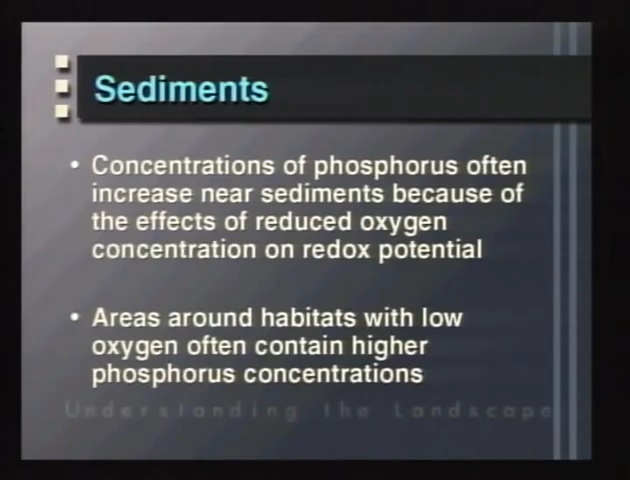 Sediments
• Concentrations of phosphorus often
increase near sediments because of
the effects of reduced oxygen
concentration on redox potential
• Areas around habitats with low
oxygen often contain higher
phosphorus concentrations
Understanding the Landscape